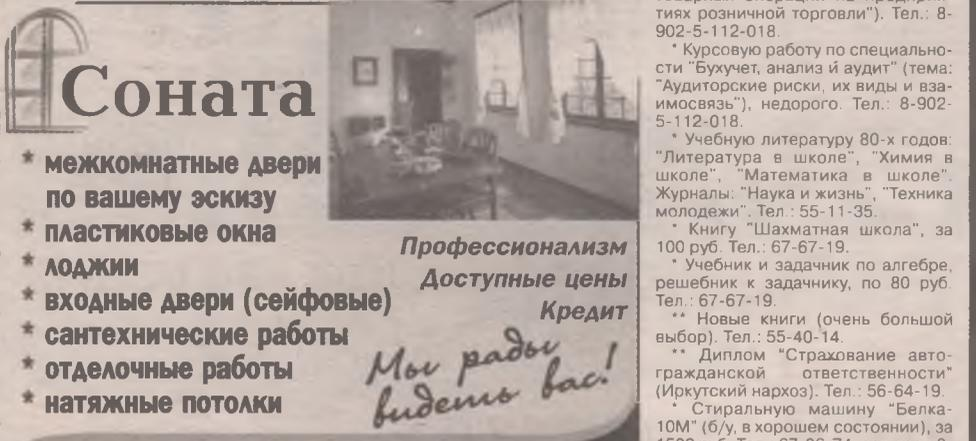 Соната
* межкомнатные двери
по вашему эскизу
* пластиковые окна
* лоджии
* входные двери (сейфовые)
* сантехнические работы
* отделочные работы
* натяжные потолки
Профессионализм
Доступные цены
Кредит
Мы рады
видеть вас!
тиях розничной торговли"). Тел.: 8-
902-5-112-018.
* Курсовую работу по специально-
сти "Бухучет, анализ и аудит" (тема:
"Аудиторские риски, их виды и вза-
имосвязь"), недорого. Тел.: 8-902-
5-112-018.
* Учебную литературу 80-х годов:
"Литература в школе", "Химия в
школе", "Математика в школе".
Журналы: "Наука и жизнь", "Техника
молодежи". Тел.: 55-11-35.
* Книгу "Шахматная школа", за
100 руб. Тел.: 67-67-19.
* Учебник и задачник по алгебре,
решебник к задачнику, по 80 руб.
Тел.: 67-67-19.
** Новые книги (очень большой
выбор). Тел.: 55-40-14.
** Диплом "Страхование авто-
гражданской ответственности"
(Иркутский нархоз). Тел.: 56-64-19.
* Стиральную машину "Белка-
10М" (б/у, в хорошем состоянии), за